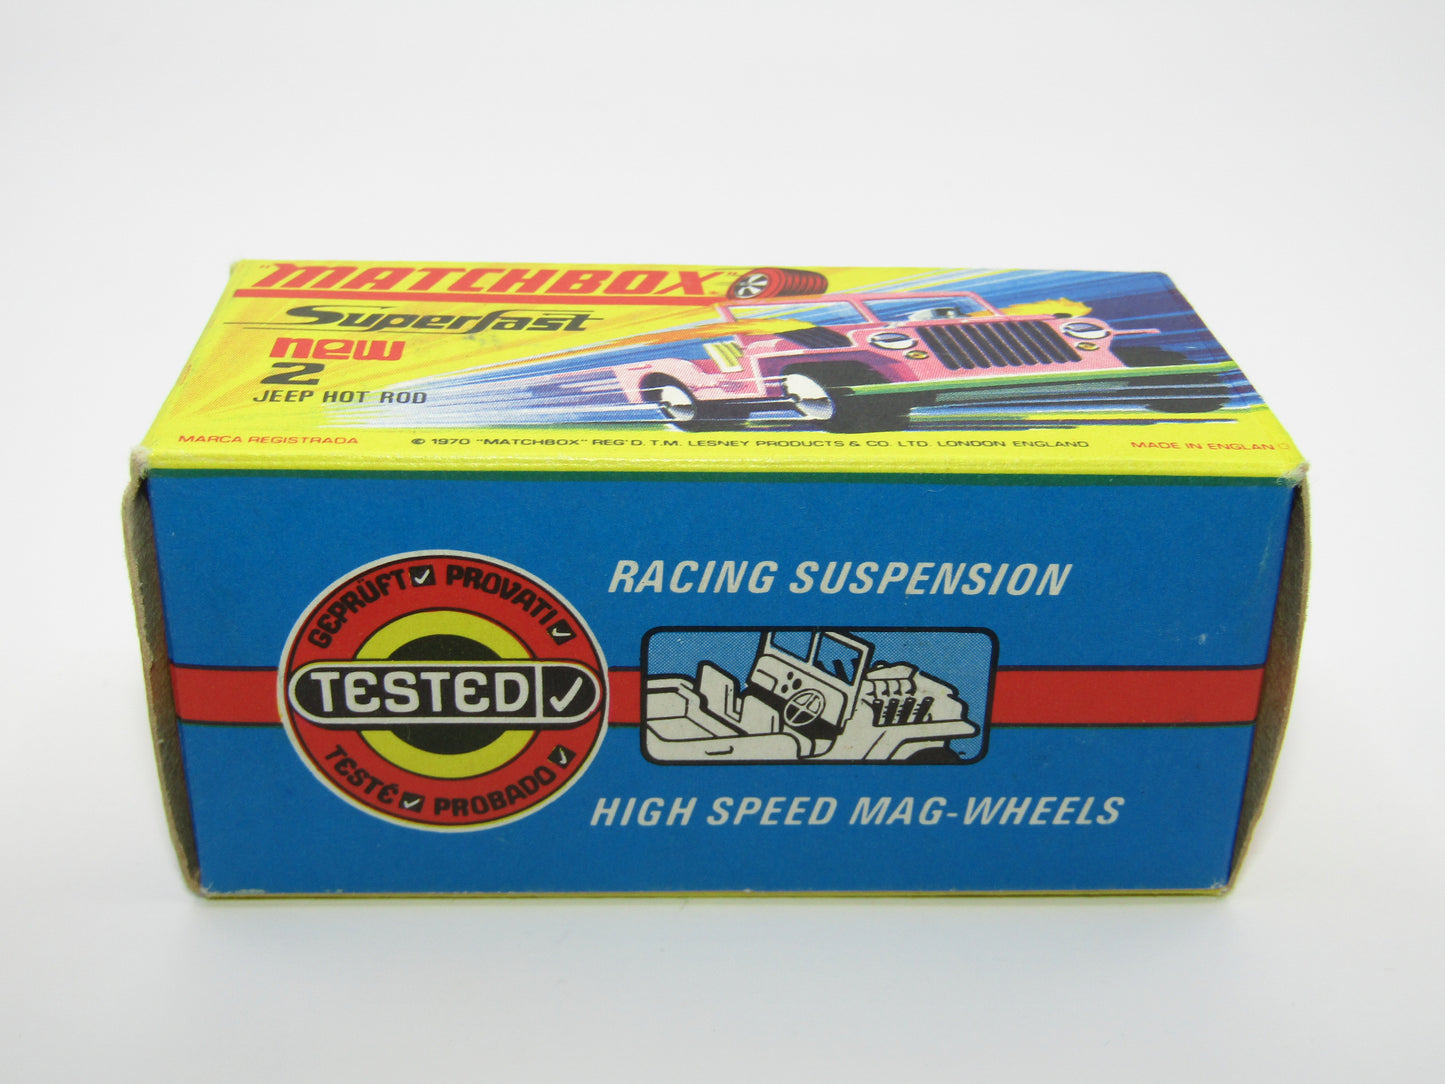 "MATCHBOX"
Superfast
new
2
JEEP HOT ROD
MARCA REGISTRADA
© 1970 "MATCHBOX" REG'D. T.M. LESNEY PRODUCTS & CO. LTD. LONDON ENGLAND
MADE IN ENGLAND
GEPRÜFT PROVATI
TESTED
TESTÉ PROBADO
RACING SUSPENSION
HIGH SPEED MAG-WHEELS